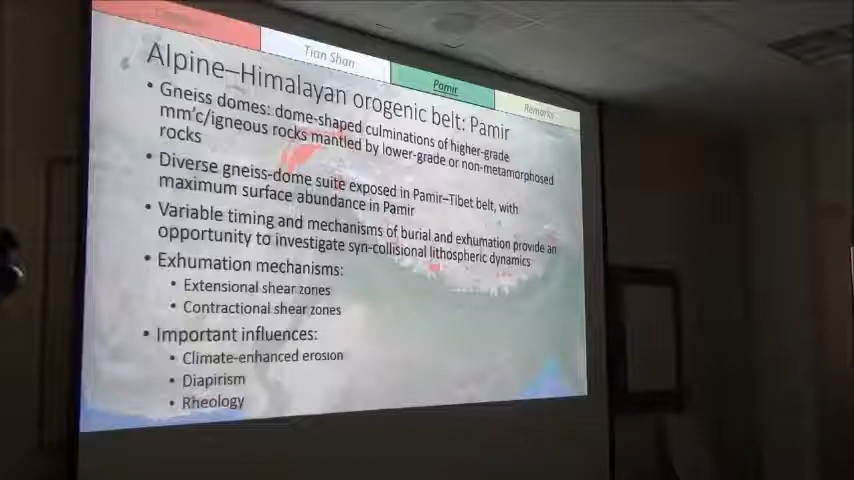 Tian Shan
Pamir
Remarks
Alpine–Himalayan orogenic belt: Pamir
• Gneiss domes: dome-shaped culminations of higher-grade
mm'c/igneous rocks mantled by lower-grade or non-metamorphosed
rocks
• Diverse gneiss-dome suite exposed in Pamir–Tibet belt, with
maximum surface abundance in Pamir
• Variable timing and mechanisms of burial and exhumation provide an
opportunity to investigate syn-collisional lithospheric dynamics
• Exhumation mechanisms:
• Extensional shear zones
• Contractional shear zones
• Important influences:
• Climate-enhanced erosion
• Diapirism
• Rheology